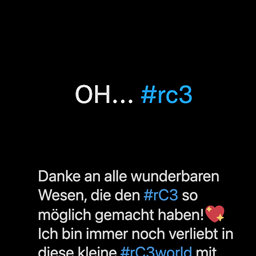 OH... #rc3
Danke an alle wunderbaren
Wesen, die den #rC3 so
möglich gemacht haben!💖
Ich bin immer noch verliebt in
diese kleine #rC3world mit